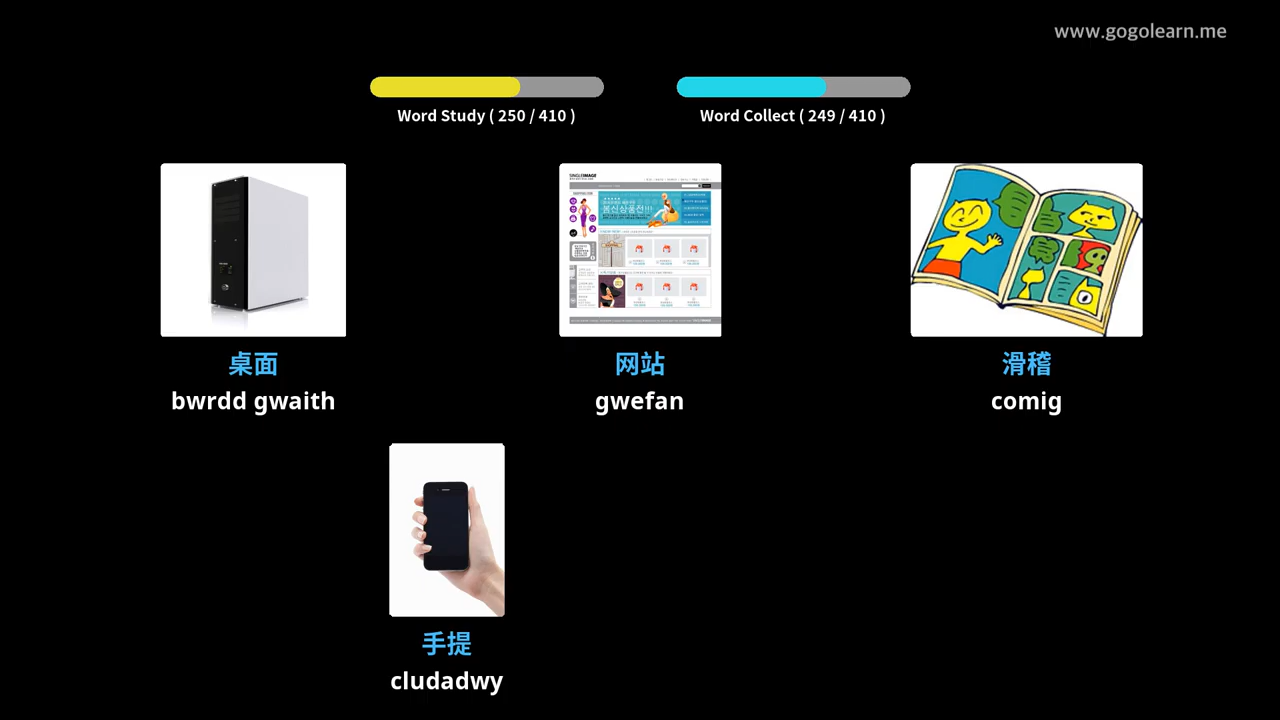 www.gogolearn.me
Word Study ( 250 / 410 )
Word Collect ( 249 / 410 )
桌面
bwrdd gwaith
网站
gwefan
滑稽
comig
手提
cludadwy